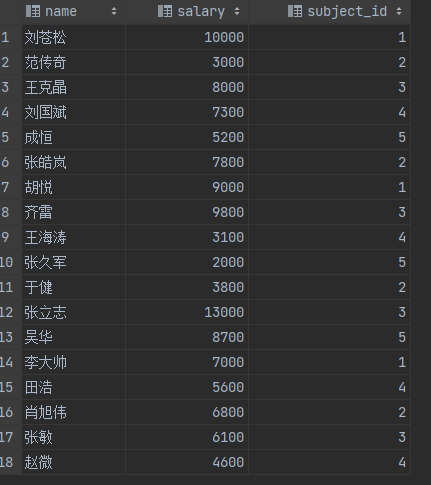 name salary subject_id
1 刘苍松 10000 1
2 范传奇 3000 2
3 王克晶 8000 3
4 刘国斌 7300 4
5 成恒 5200 5
6 张皓岚 7800 2
7 胡悦 9000 1
8 齐雷 9800 3
9 王海涛 3100 4
10 张久军 2000 5
11 于健 3800 2
12 张立志 13000 3
13 吴华 8700 5
14 李大帅 7000 1
15 田浩 5600 4
16 肖旭伟 6800 2
17 张敏 6100 3
18 赵微 4600 4